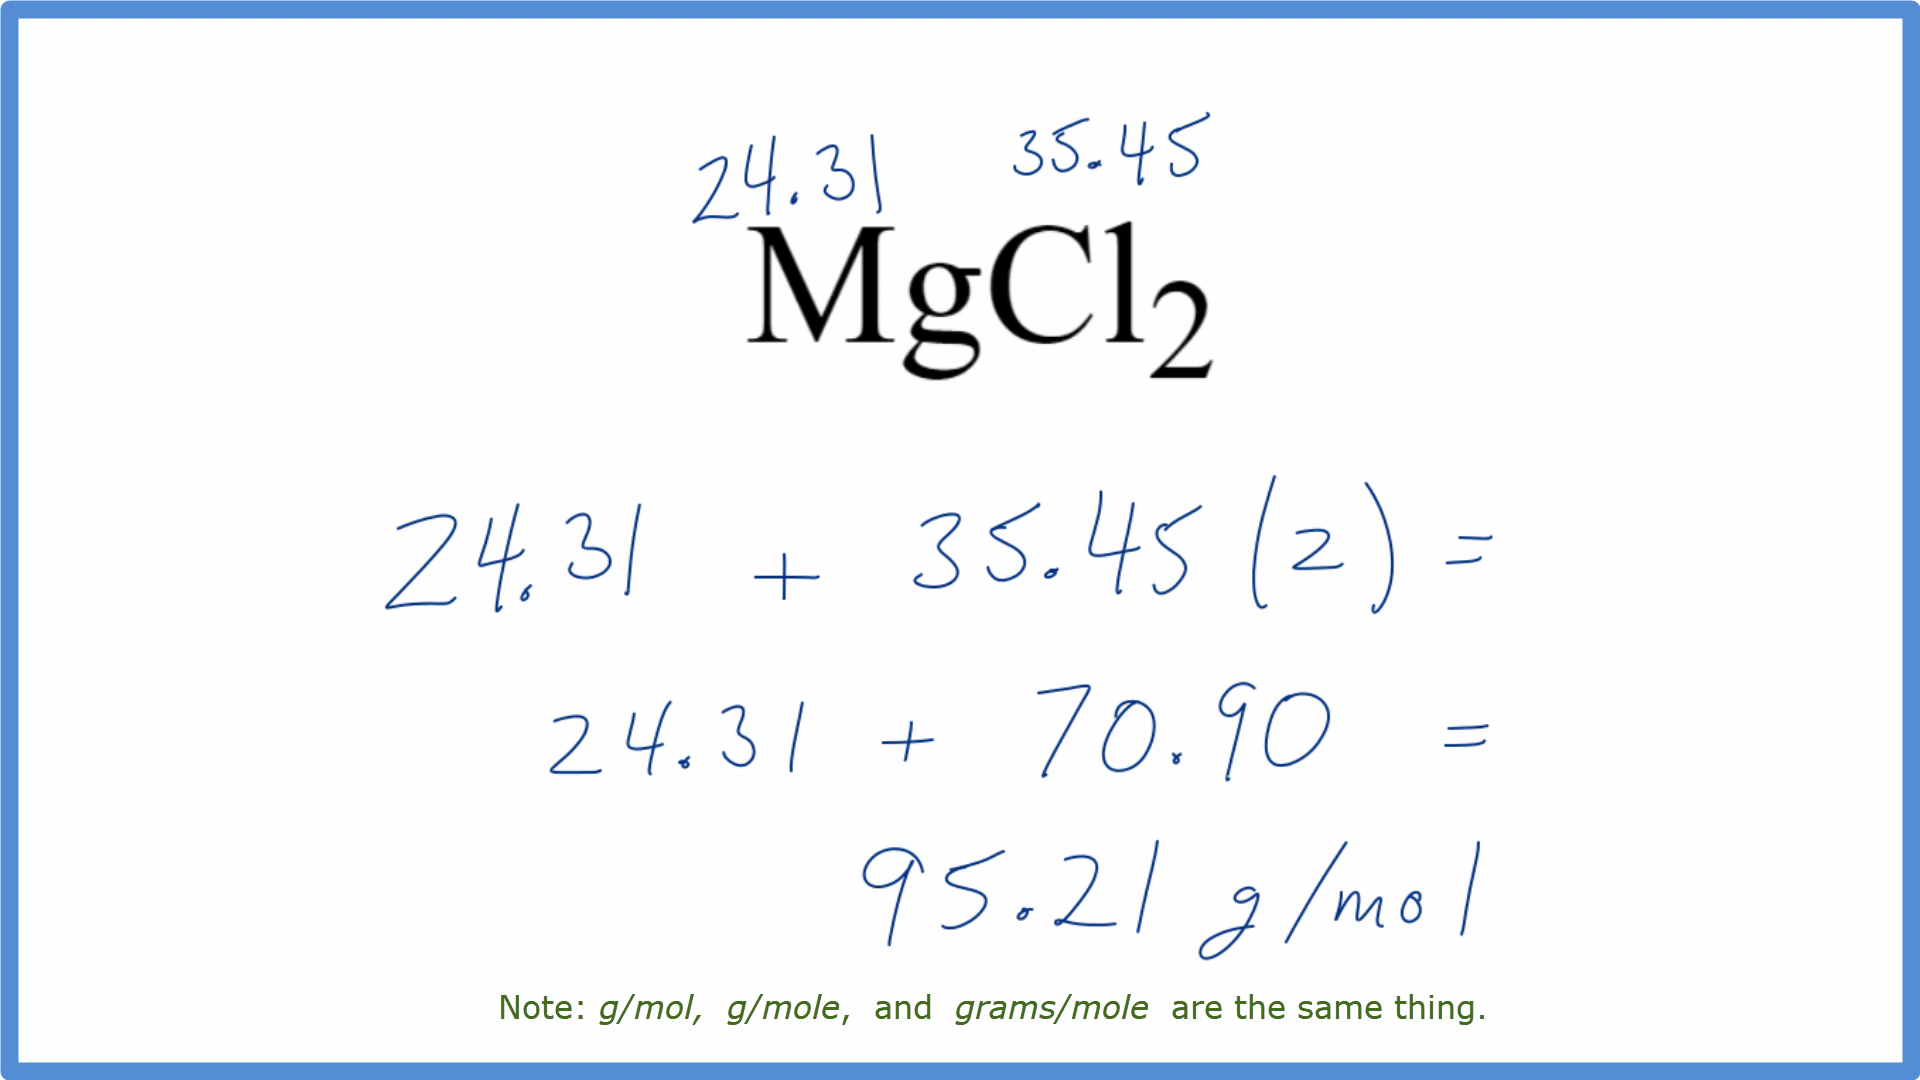 24.31 35.45
MgCl₂
24.31 + 35.45 (2) =
24.31 + 70.90 =
95.21 g/mol
Note: g/mol, g/mole, and grams/mole are the same thing.